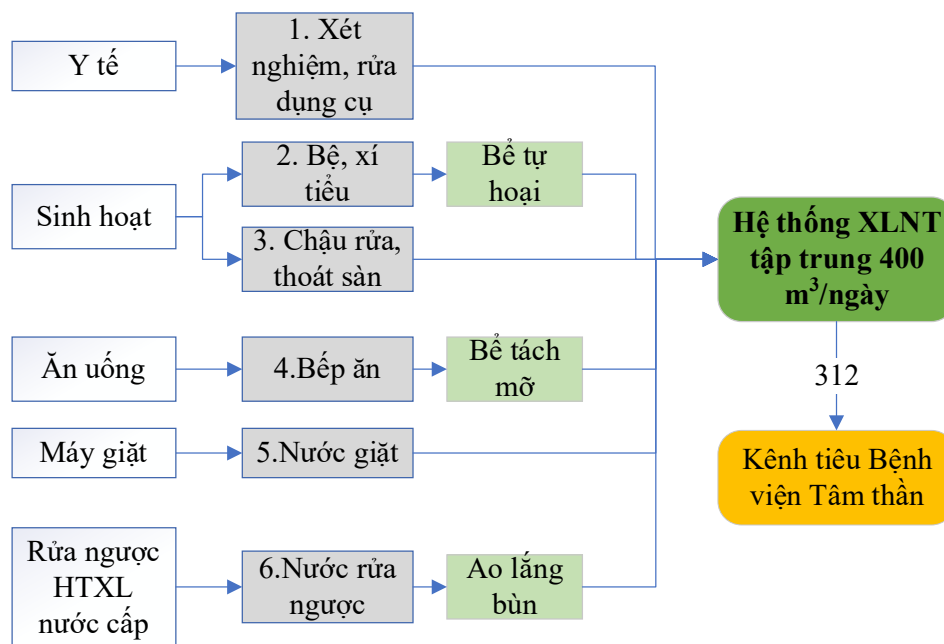 Y tế
1. Xét
nghiệm, rửa
dụng cụ
Sinh hoạt
2. Bệ, xí
tiểu
Bể tự
hoại
3. Chậu rửa,
thoát sàn
Hệ thống XLNT
tập trung 400
m³/ngày
Ăn uống
4.Bếp ăn
Bể tách
mỡ
312
Máy giặt
5.Nước giặt
Kênh tiêu Bệnh
viện Tâm thần
Rửa ngược
HTXL
nước cấp
6.Nước rửa
ngược
Ao lắng
bùn